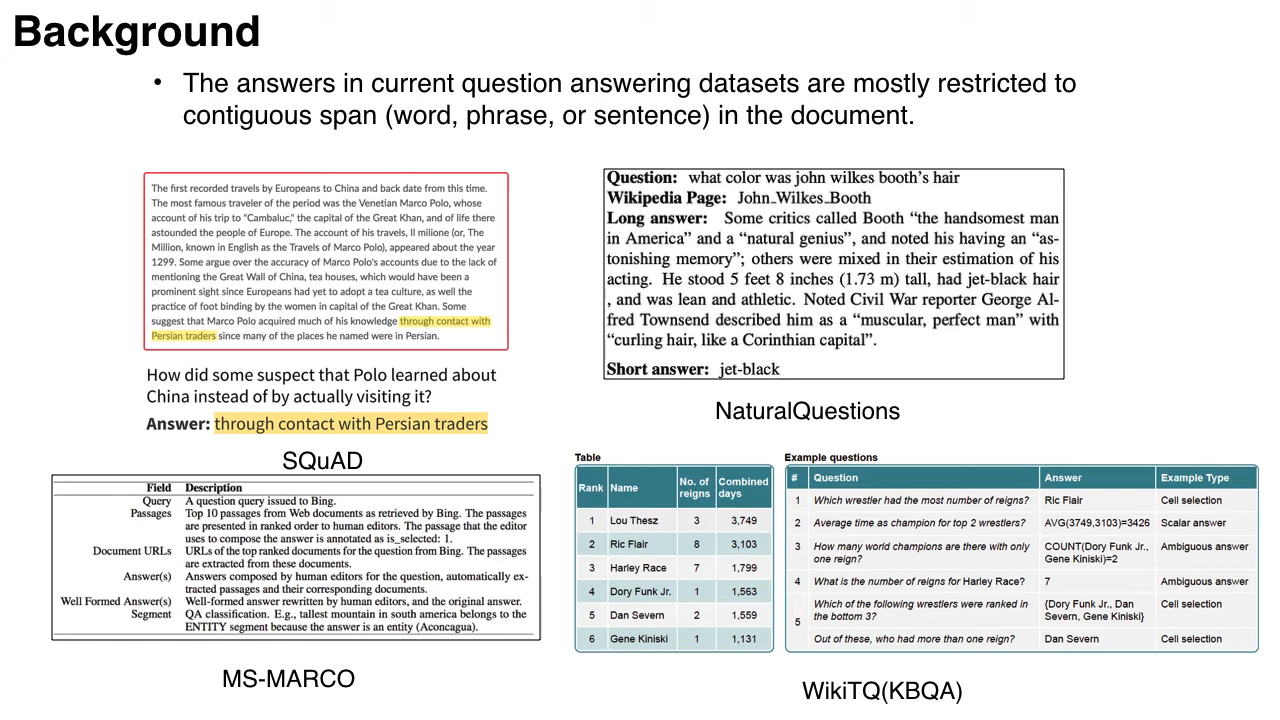 Background
• The answers in current question answering datasets are mostly restricted to
contiguous span (word, phrase, or sentence) in the document.
The first recorded travels by Europeans to China and back date from this time.
The most famous traveler of the period was the Venetian Marco Polo, whose
account of his trip to "Cambaluc," the capital of the Great Khan, and of life there
astounded the people of Europe. The account of his travels, Il milione (or, The
Million, known in English as the Travels of Marco Polo), appeared about the year
1299. Some argue over the accuracy of Marco Polo's accounts due to the lack of
mentioning the Great Wall of China, tea houses, which would have been a
prominent sight since Europeans had yet to adopt a tea culture, as well the
practice of foot binding by the women in capital of the Great Khan. Some
suggest that Marco Polo acquired much of his knowledge through contact with
Persian traders since many of the places he named were in Persian.
How did some suspect that Polo learned about
China instead of by actually visiting it?
Answer: through contact with Persian traders
SQuAD
Question: what color was john wilkes booth's hair
Wikipedia Page: John_Wilkes_Booth
Long answer: Some critics called Booth “the handsomest man
in America” and a “natural genius”, and noted his having an “as-
tonishing memory”; others were mixed in their estimation of his
acting. He stood 5 feet 8 inches (1.73 m) tall, had jet-black hair
, and was lean and athletic. Noted Civil War reporter George Al-
fred Townsend described him as a “muscular, perfect man” with
“curling hair, like a Corinthian capital”.
Short answer: jet-black
NaturalQuestions
Field Description
Query A question query issued to Bing.
Passages Top 10 passages from Web documents as retrieved by Bing. The passages
are presented in ranked order to human editors. The passage that the editor
uses to compose the answer is annotated as is_selected: 1.
Document URLs URLs of the top ranked documents for the question from Bing. The passages
are extracted from these documents.
Answer(s) Answers composed by human editors for the question, automatically ex-
tracted passages and their corresponding documents.
Well Formed Answer(s) Well-formed answer rewritten by human editors, and the original answer.
Segment QA classification. E.g., tallest mountain in south america belongs to the
ENTITY segment because the answer is an entity (Aconcagua).
MS-MARCO
Table
Rank Name No. of reigns Combined days
1 Lou Thesz 3 3,749
2 Ric Flair 8 3,103
3 Harley Race 7 1,799
4 Dory Funk Jr. 1 1,563
5 Dan Severn 2 1,559
6 Gene Kiniski 1 1,131
Example questions
# Question Answer Example Type
1 Which wrestler had the most number of reigns? Ric Flair Cell selection
2 Average time as champion for top 2 wrestlers? AVG(3749,3103)=3426 Scalar answer
3 How many world champions are there with only one reign? COUNT(Dory Funk Jr., Gene Kiniski)=2 Ambiguous answer
4 What is the number of reigns for Harley Race? 7 Ambiguous answer
5 Which of the following wrestlers were ranked in the bottom 3? {Dory Funk Jr., Dan Severn, Gene Kiniski} Cell selection
Out of these, who had more than one reign? Dan Severn Cell selection
WikiTQ(KBQA)